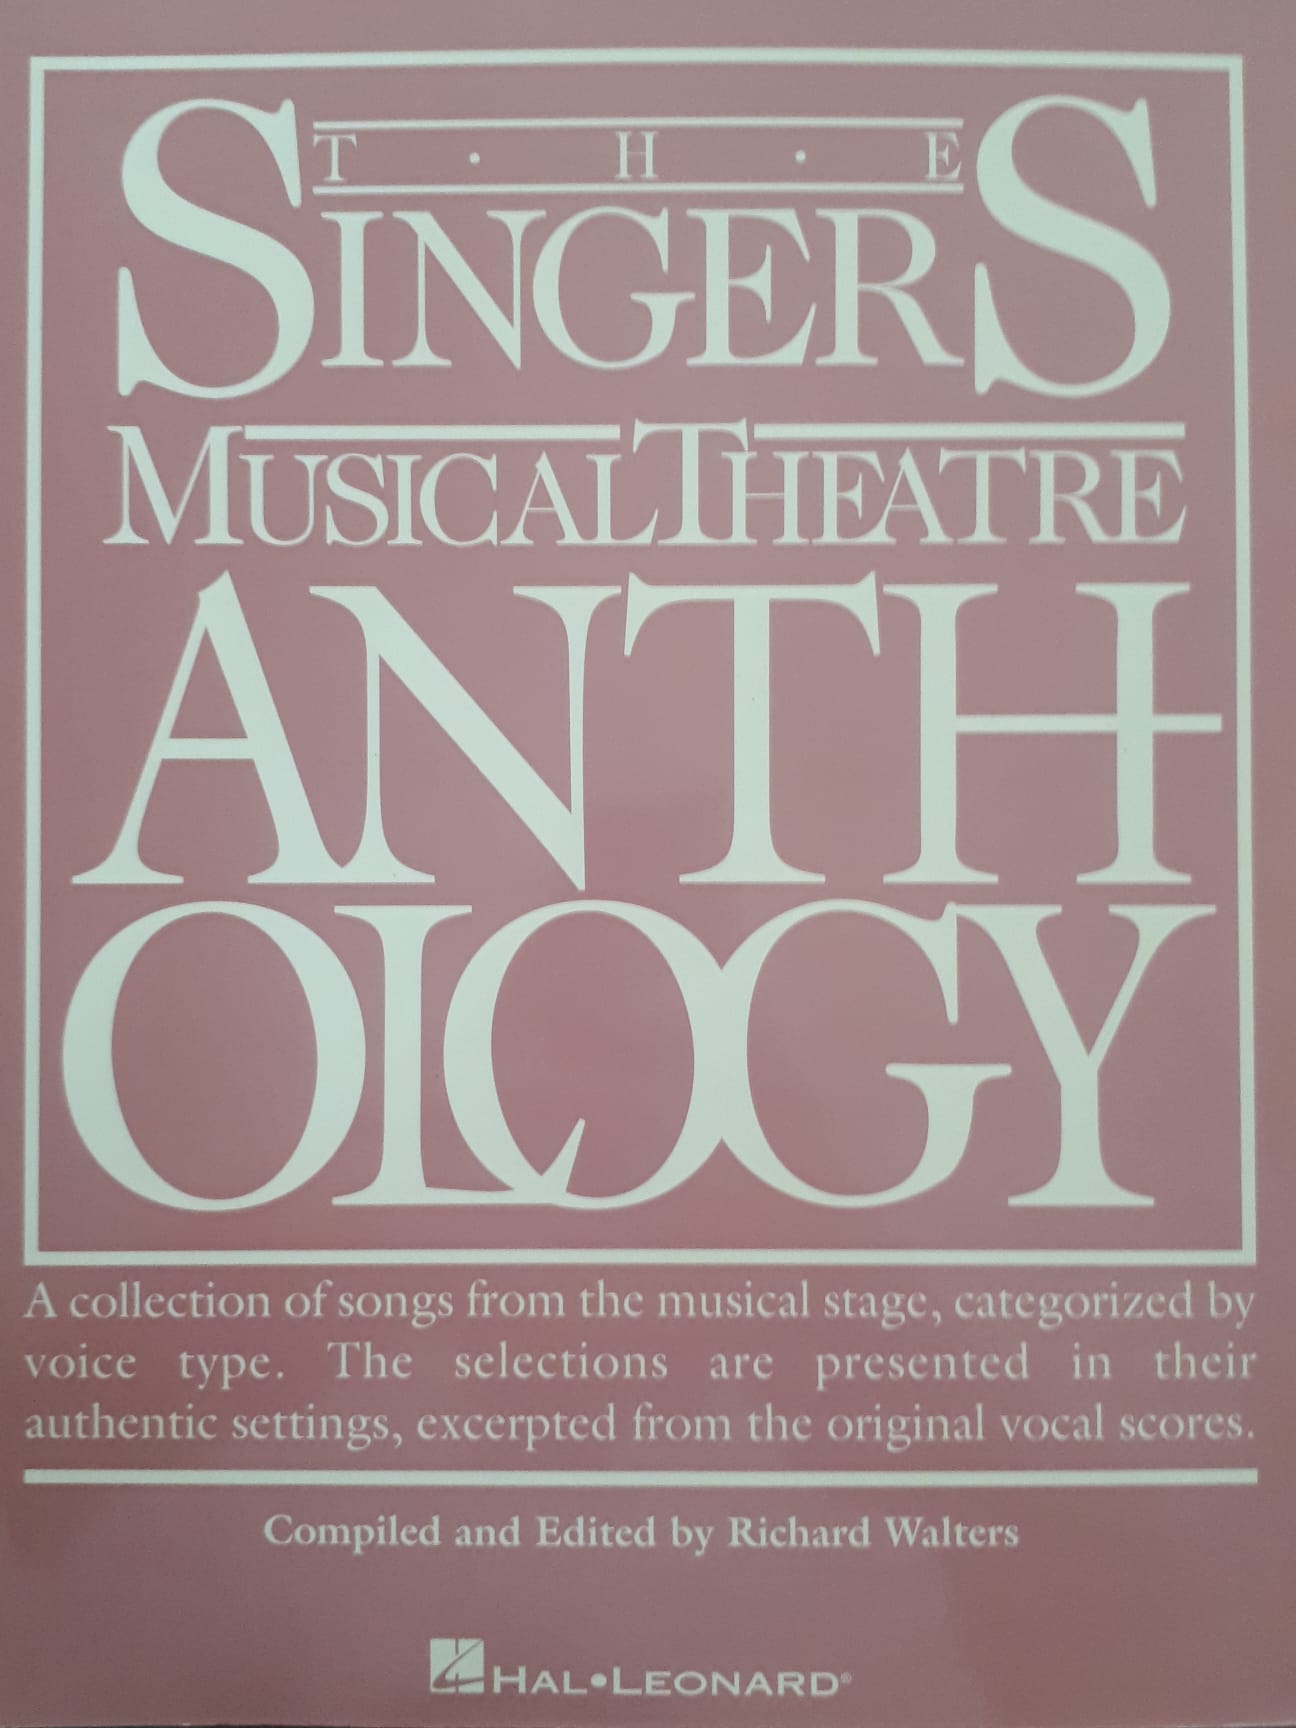 T·H·E
SINGERS
MUSICAL THEATRE
ANTH
OLOGY
A collection of songs from the musical stage, categorized by
voice type. The selections are presented in their
authentic settings, excerpted from the original vocal scores.
Compiled and Edited by Richard Walters
HAL•LEONARD®